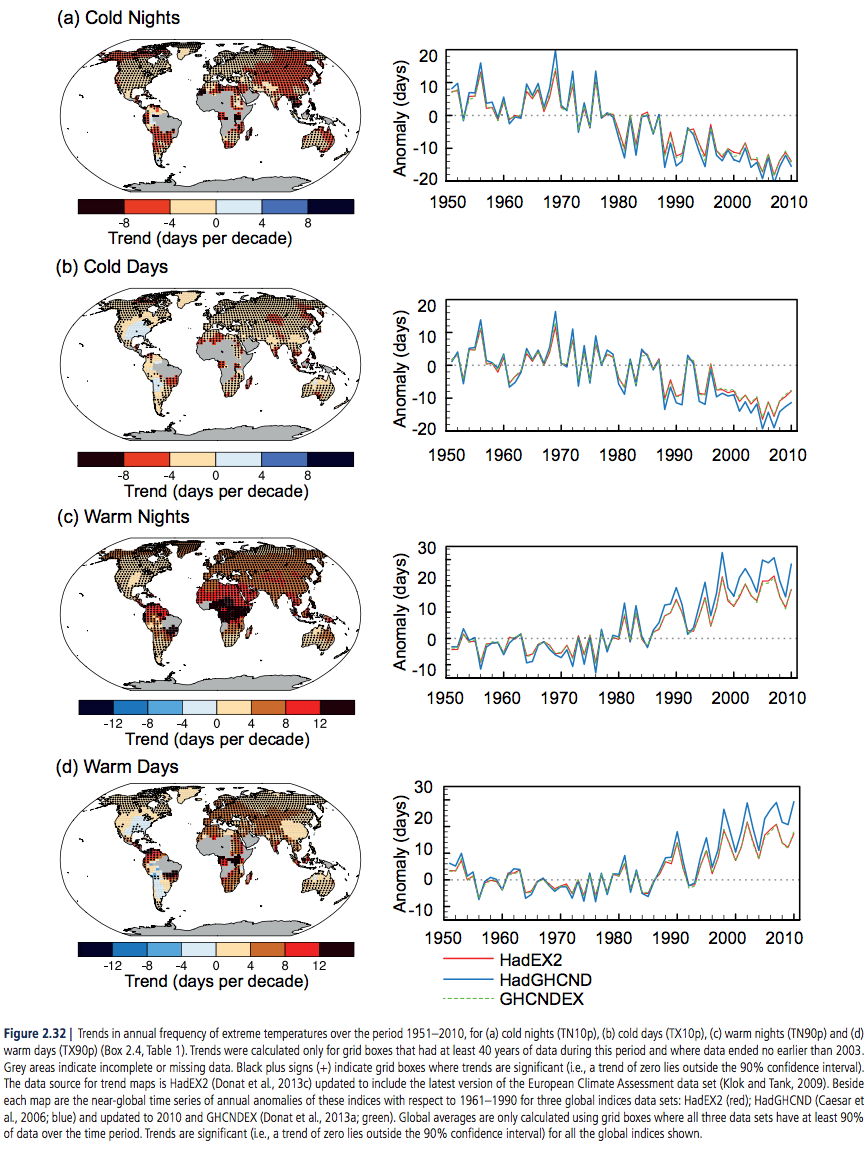 (a) Cold Nights
20
10
0
-10
-20
Anomaly (days)
1950 1960 1970 1980 1990 2000 2010
-8 -4 0 4 8
Trend (days per decade)
(b) Cold Days
20
10
0
-10
-20
Anomaly (days)
1950 1960 1970 1980 1990 2000 2010
-8 -4 0 4 8
Trend (days per decade)
(c) Warm Nights
30
20
10
0
-10
Anomaly (days)
1950 1960 1970 1980 1990 2000 2010
-12 -8 -4 0 4 8 12
Trend (days per decade)
(d) Warm Days
30
20
10
0
-10
Anomaly (days)
1950 1960 1970 1980 1990 2000 2010
-12 -8 -4 0 4 8 12
Trend (days per decade)
HadEX2
HadGHCND
GHCNDEX
Figure 2.32 | Trends in annual frequency of extreme temperatures over the period 1951–2010, for (a) cold nights (TN10p), (b) cold days (TX10p), (c) warm nights (TN90p) and (d)
warm days (TX90p) (Box 2.4, Table 1). Trends were calculated only for grid boxes that had at least 40 years of data during this period and where data ended no earlier than 2003.
Grey areas indicate incomplete or missing data. Black plus signs (+) indicate grid boxes where trends are significant (i.e., a trend of zero lies outside the 90% confidence interval).
The data source for trend maps is HadEX2 (Donat et al., 2013c) updated to include the latest version of the European Climate Assessment data set (Klok and Tank, 2009). Beside
each map are the near-global time series of annual anomalies of these indices with respect to 1961–1990 for three global indices data sets: HadEX2 (red); HadGHCND (Caesar et
al., 2006; blue) and updated to 2010 and GHCNDEX (Donat et al., 2013a; green). Global averages are only calculated using grid boxes where all three data sets have at least 90%
of data over the time period. Trends are significant (i.e., a trend of zero lies outside the 90% confidence interval) for all the global indices shown.